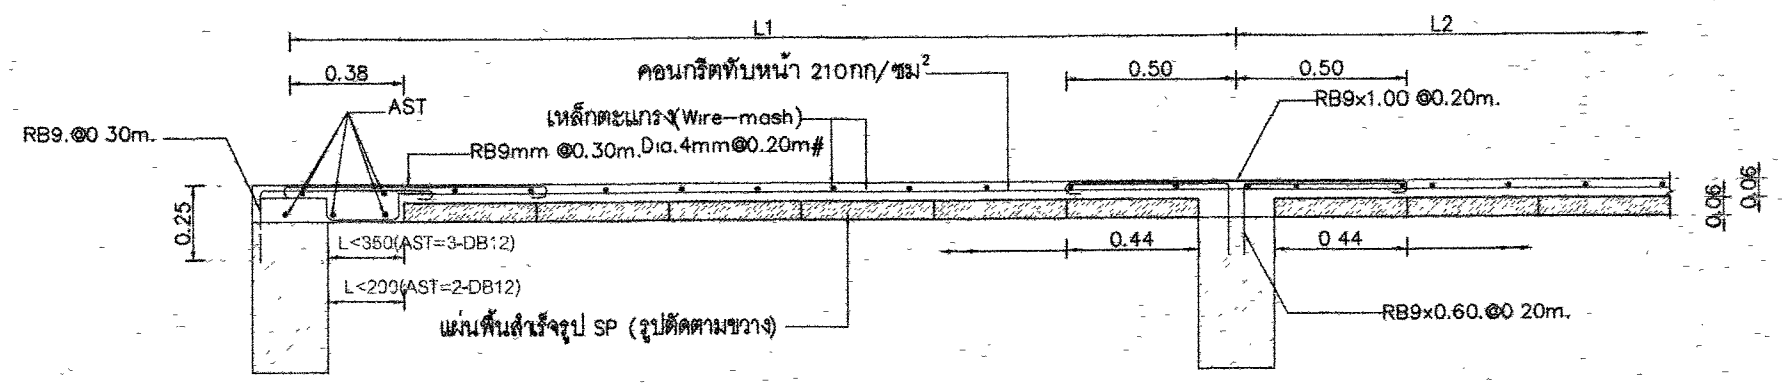 L1
L2
0.38
คอนกรีตทับหน้า 210กก/ซม²
0.50
0.50
AST
RB9x1.00 @0.20m.
เหล็กตะแกรง(Wire-mash)
RB9.@0 30m.
RB9mm @0.30m.
Dia.4mm@0.20m#
0.25
0.06
0.06
L<350(AST=3-DB12)
0.44
0 44
L<200(AST=2-DB12)
RB9x0.60.@0 20m.
แผ่นพื้นสำเร็จรูป SP (รูปตัดตามขวาง)